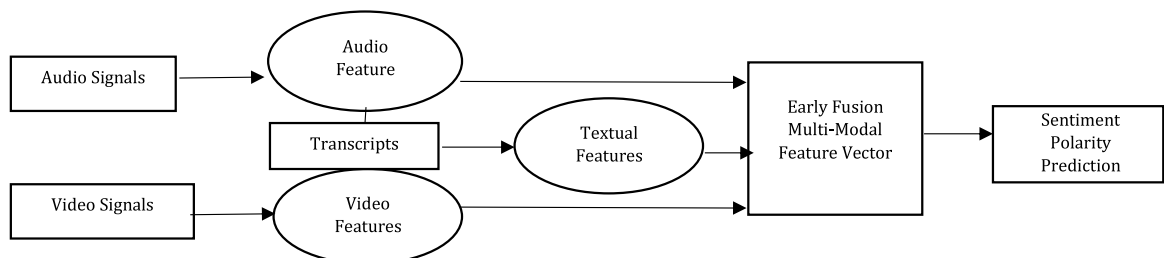 Audio Signals
Audio
Feature
Transcripts
Textual
Features
Video Signals
Video
Features
Early Fusion
Multi-Modal
Feature Vector
Sentiment
Polarity
Prediction